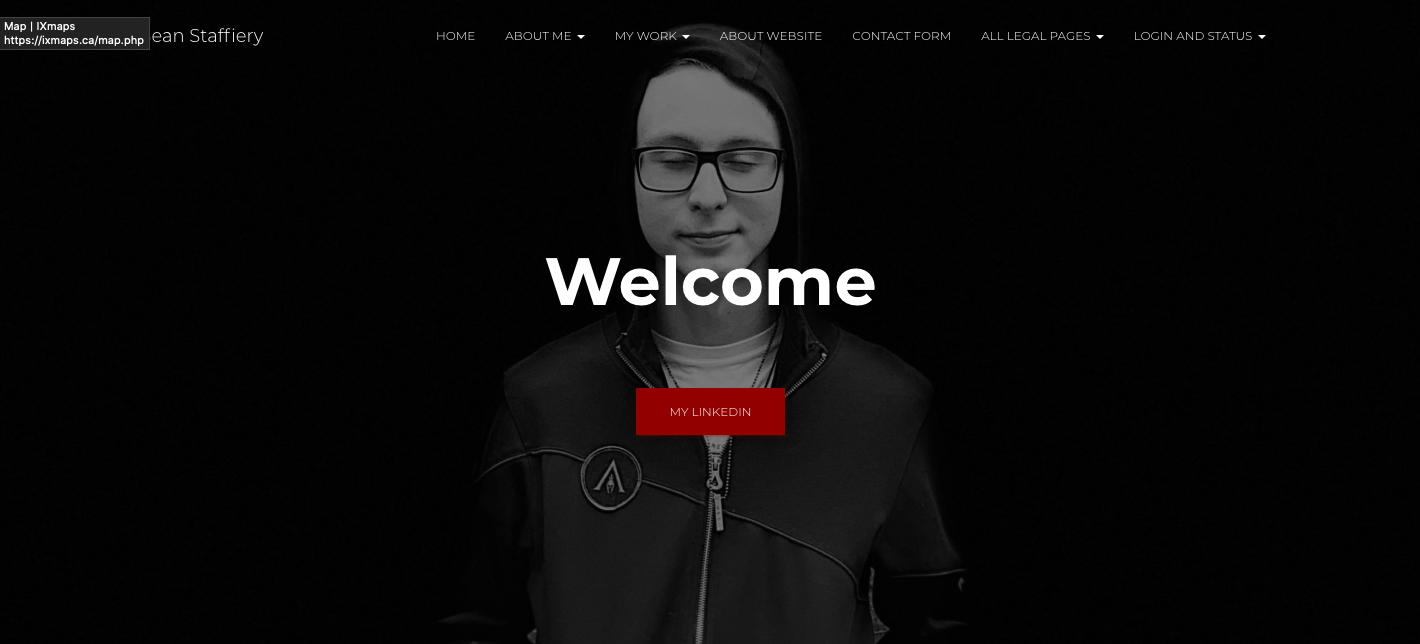 Map | IXmaps
https://ixmaps.ca/map.php
ean Staffiery
HOME ABOUT ME MY WORK ABOUT WEBSITE CONTACT FORM ALL LEGAL PAGES LOGIN AND STATUS
Welcome
MY LINKEDIN